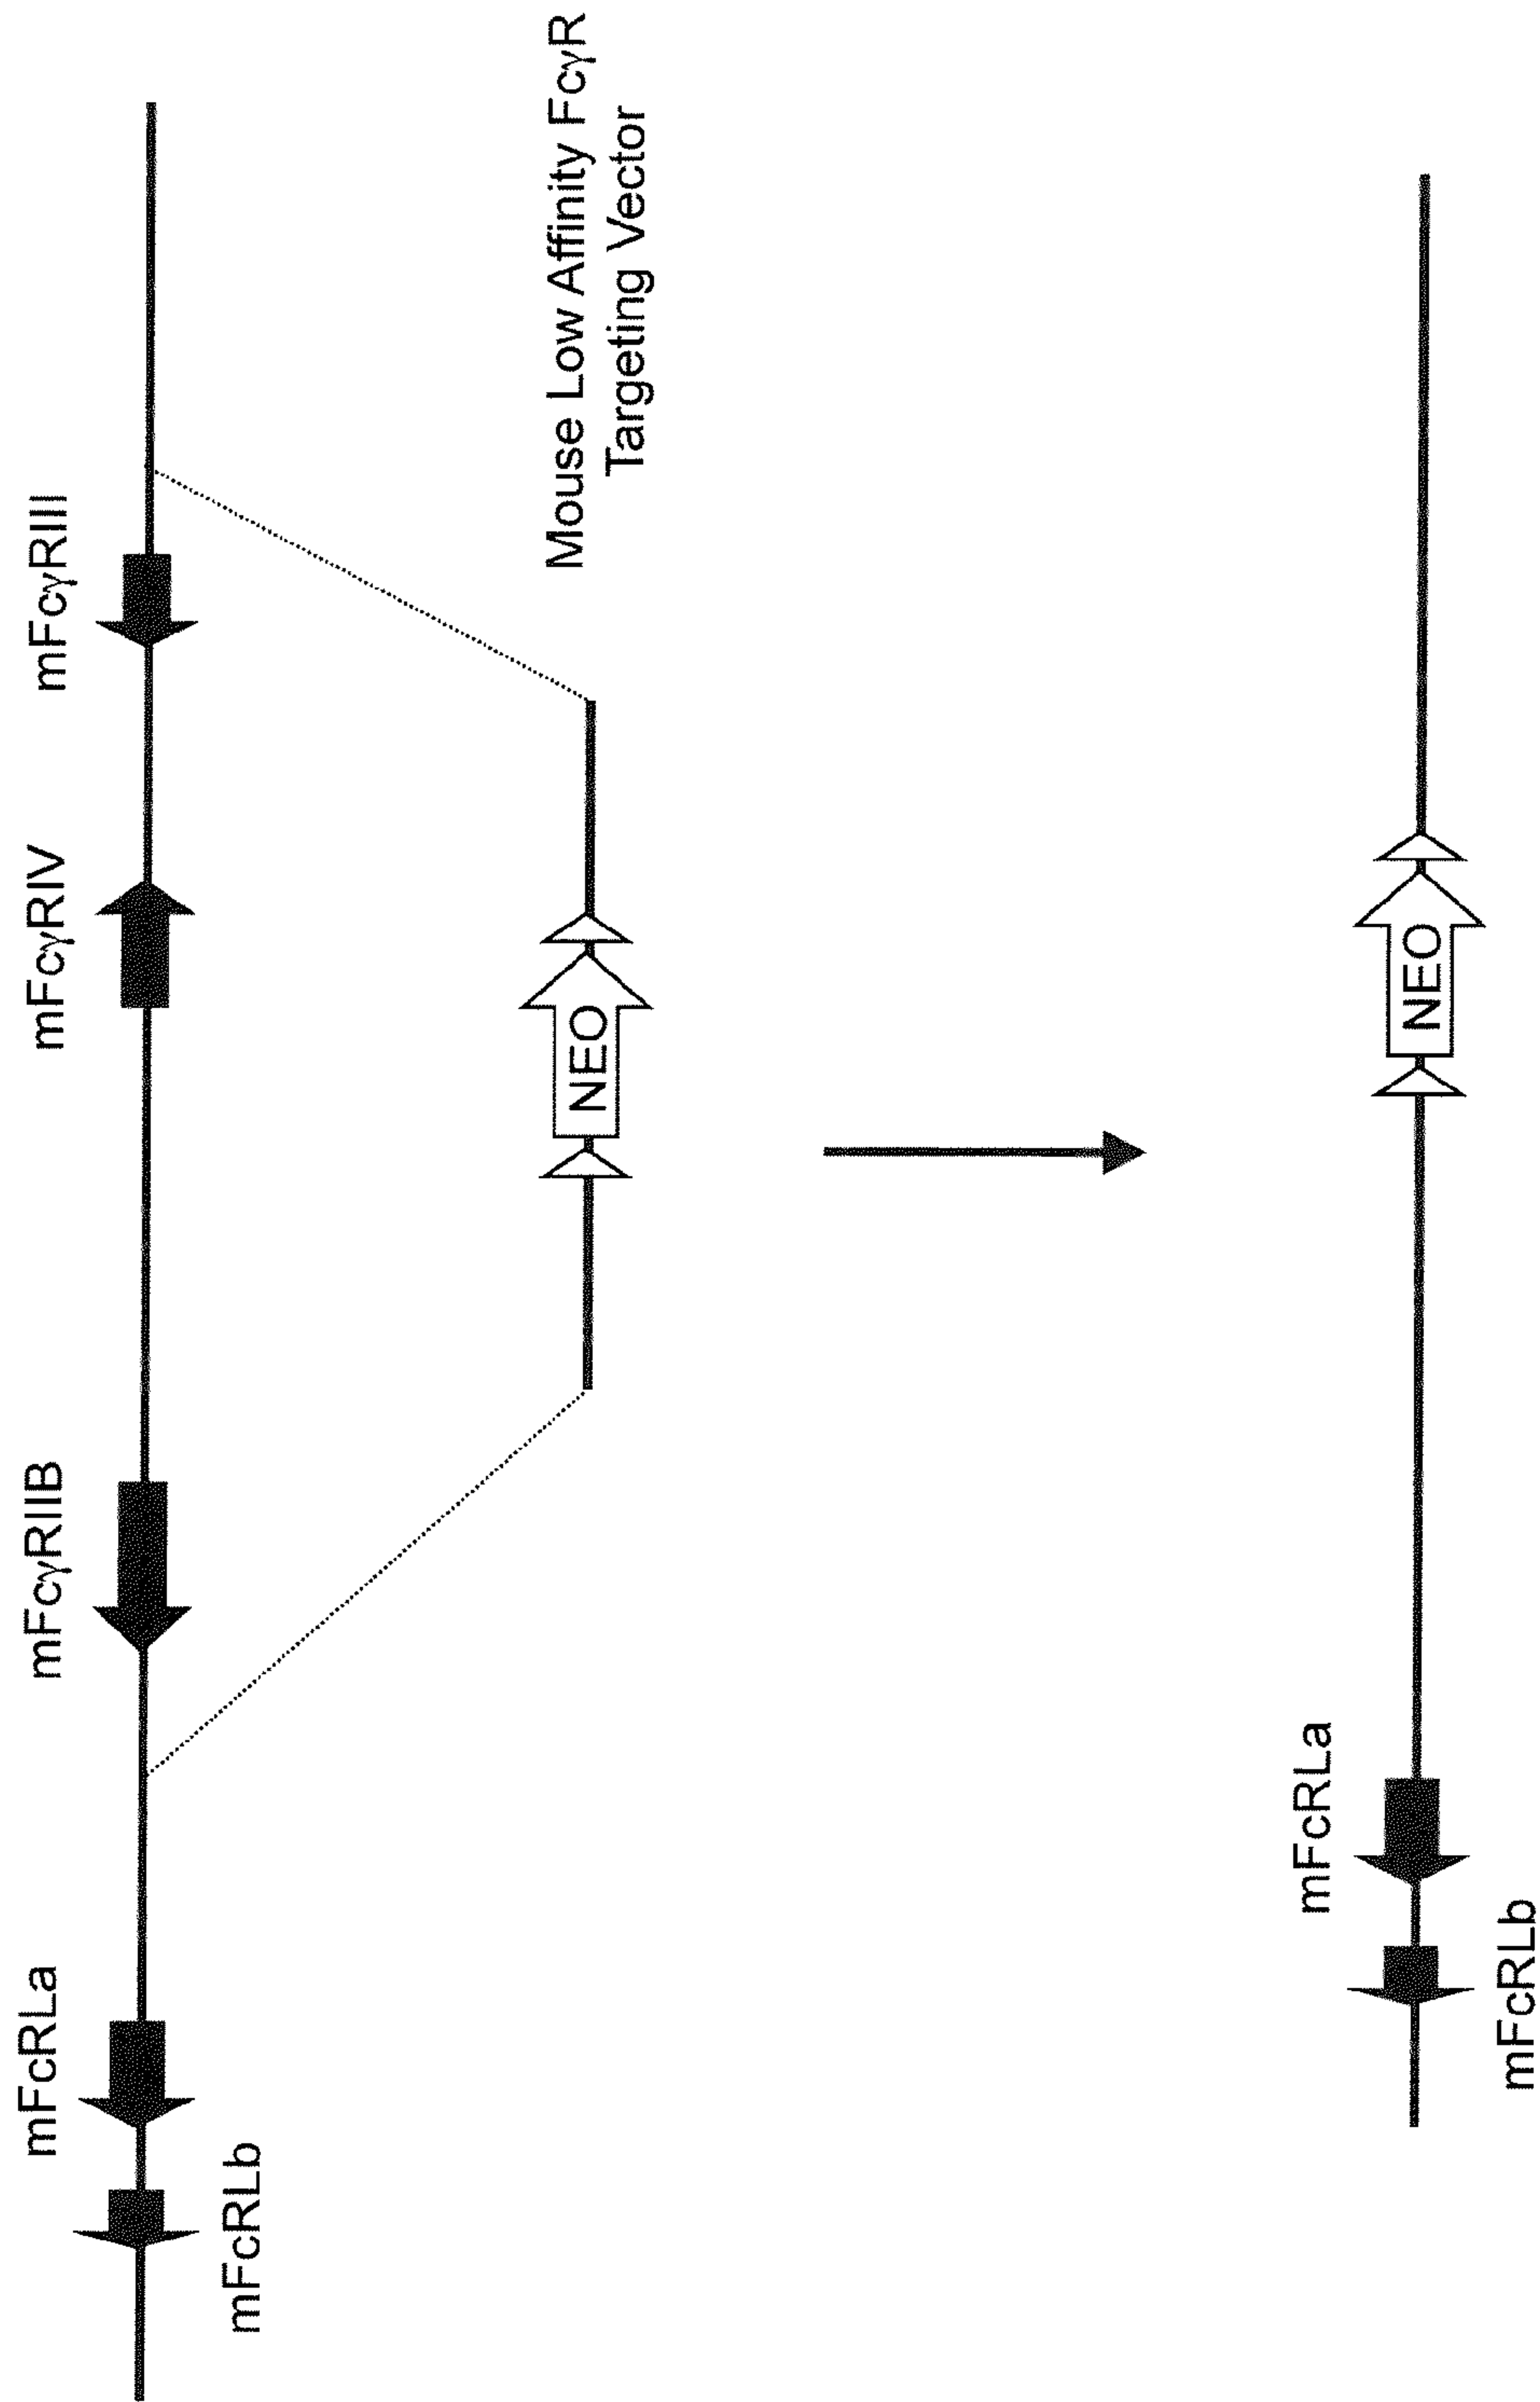 mFcRLa
mFcγRIIB
mFcγRIV
mFcγRIII
mFcRLb
Mouse Low Affinity FcγR
Targeting Vector
NEO
mFcRLa
NEO
mFcRLb